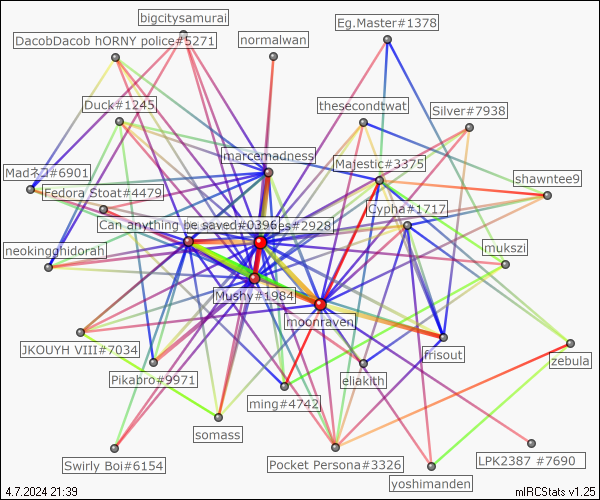 bigcitysamurai
Eg.Master#1378
DacobDacob hORNY police#5271
normalwan
Duck#1245
thesecondtwat
Silver#7938
marcemadness
Majestic#3375
Madネコ#6901
shawntee9
Fedora Stoat#4479
Cypha#1717
Can anything be saved#0396
es#2928
neokingghidorah
mukszi
Mushy#1984
moonraven
JKOUYH VIII#7034
frisout
zebula
Pikabro#9971
eliakith
ming#4742
somass
Swirly Boi#6154
Pocket Persona#3326
LPK2387 #7690
yoshimanden
4.7.2024 21:39
mIRCStats v1.25